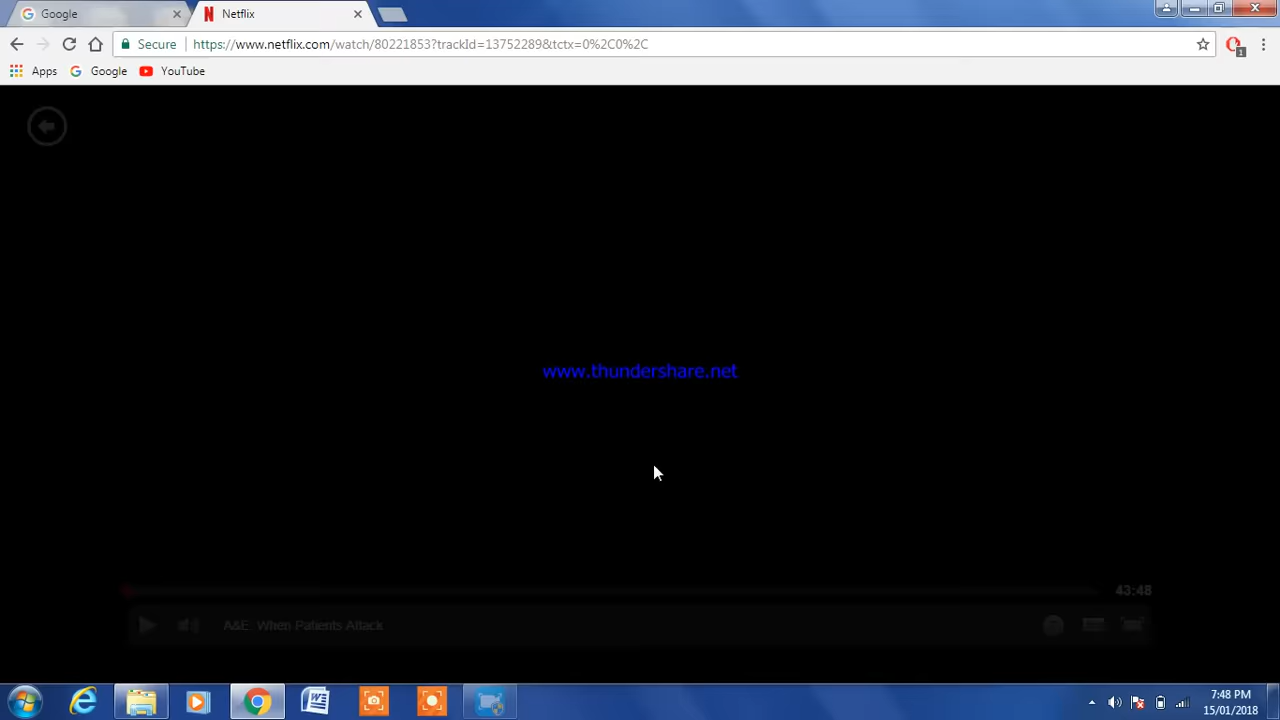 Google
Netflix
Secure
https://www.netflix.com/watch/80221853?trackId=13752289&tctx=0%2C0%2C
1
Apps
Google
YouTube
www.thundershare.net
43:48
A&E: When Patients Attack
7:48 PM
15/01/2018